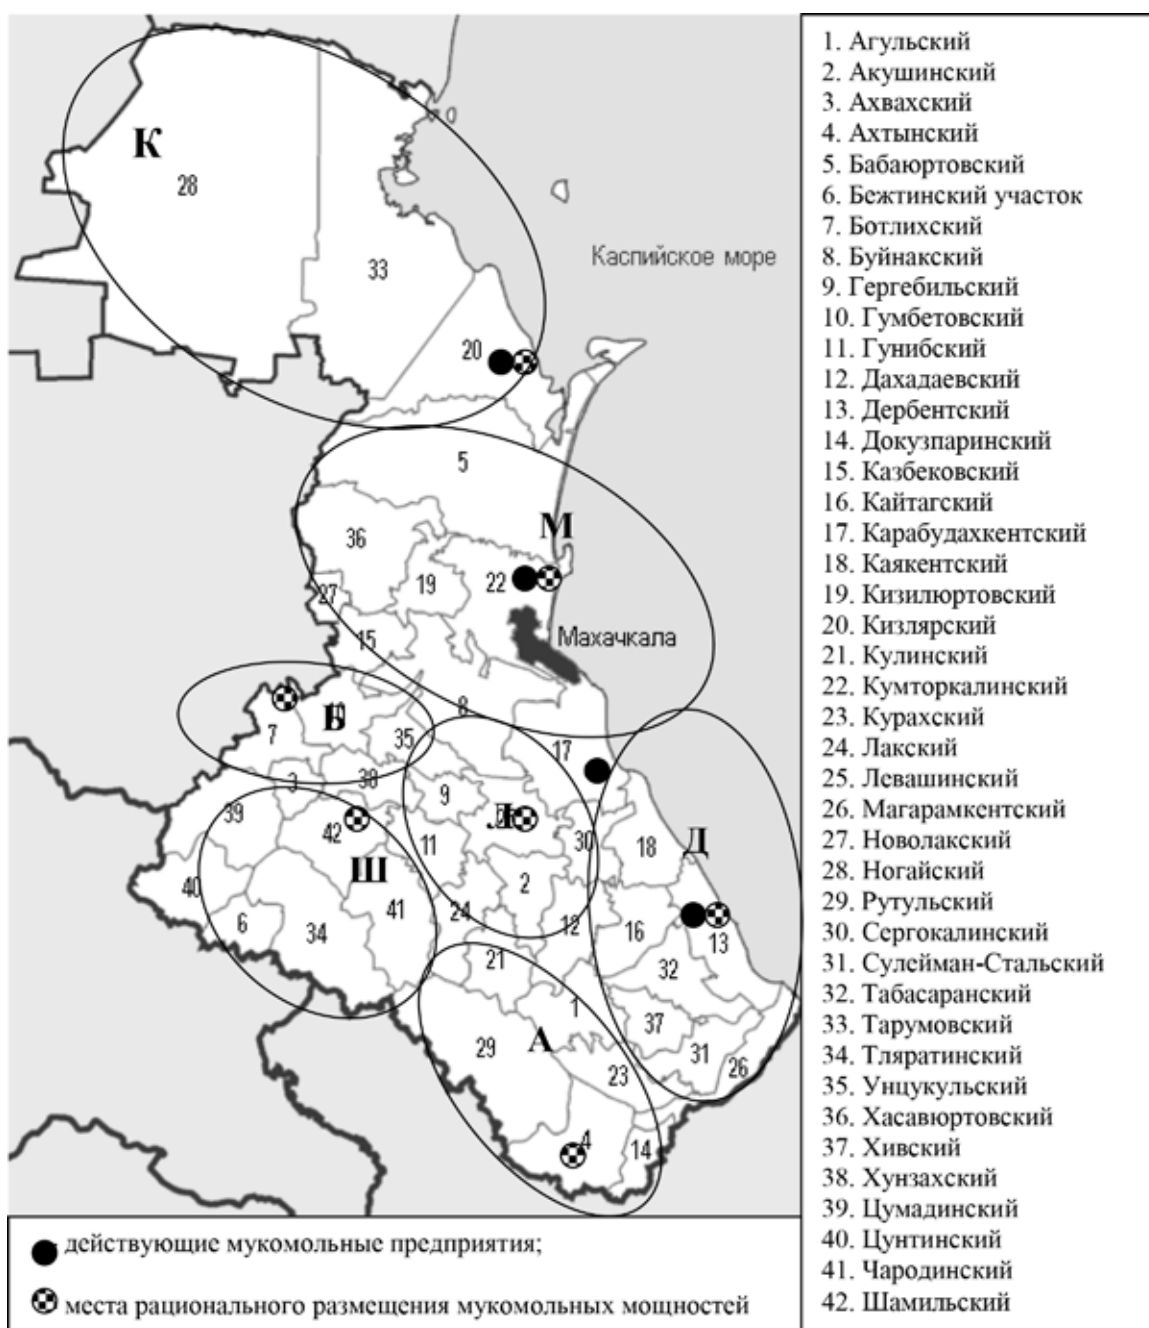 К
28
33
Каспийское море
20
5
М
36
19
22
27
15
Махачкала
8
Б
10
7
35
17
3
38
9
39
42
Л
11
30
18
Д
Ш
2
40
41
24
12
6
34
16
13
21
32
1
37
29
А
31
23
26
4
14
действующие мукомольные предприятия;
места рационального размещения мукомольных мощностей
1. Агульский
2. Акушинский
3. Ахвахский
4. Ахтынский
5. Бабаюртовский
6. Бежтинский участок
7. Ботлихский
8. Буйнакский
9. Гергебильский
10. Гумбетовский
11. Гунибский
12. Дахадаевский
13. Дербентский
14. Докузпаринский
15. Казбековский
16. Кайтагский
17. Карабудахкентский
18. Каякентский
19. Кизилюртовский
20. Кизлярский
21. Кулинский
22. Кумторкалинский
23. Курахский
24. Лакский
25. Левашинский
26. Магарамкентский
27. Новолакский
28. Ногайский
29. Рутульский
30. Сергокалинский
31. Сулейман-Стальский
32. Табасаранский
33. Тарумовский
34. Тляратинский
35. Унцукульский
36. Хасавюртовский
37. Хивский
38. Хунзахский
39. Цумадинский
40. Цунтинский
41. Чародинский
42. Шамильский